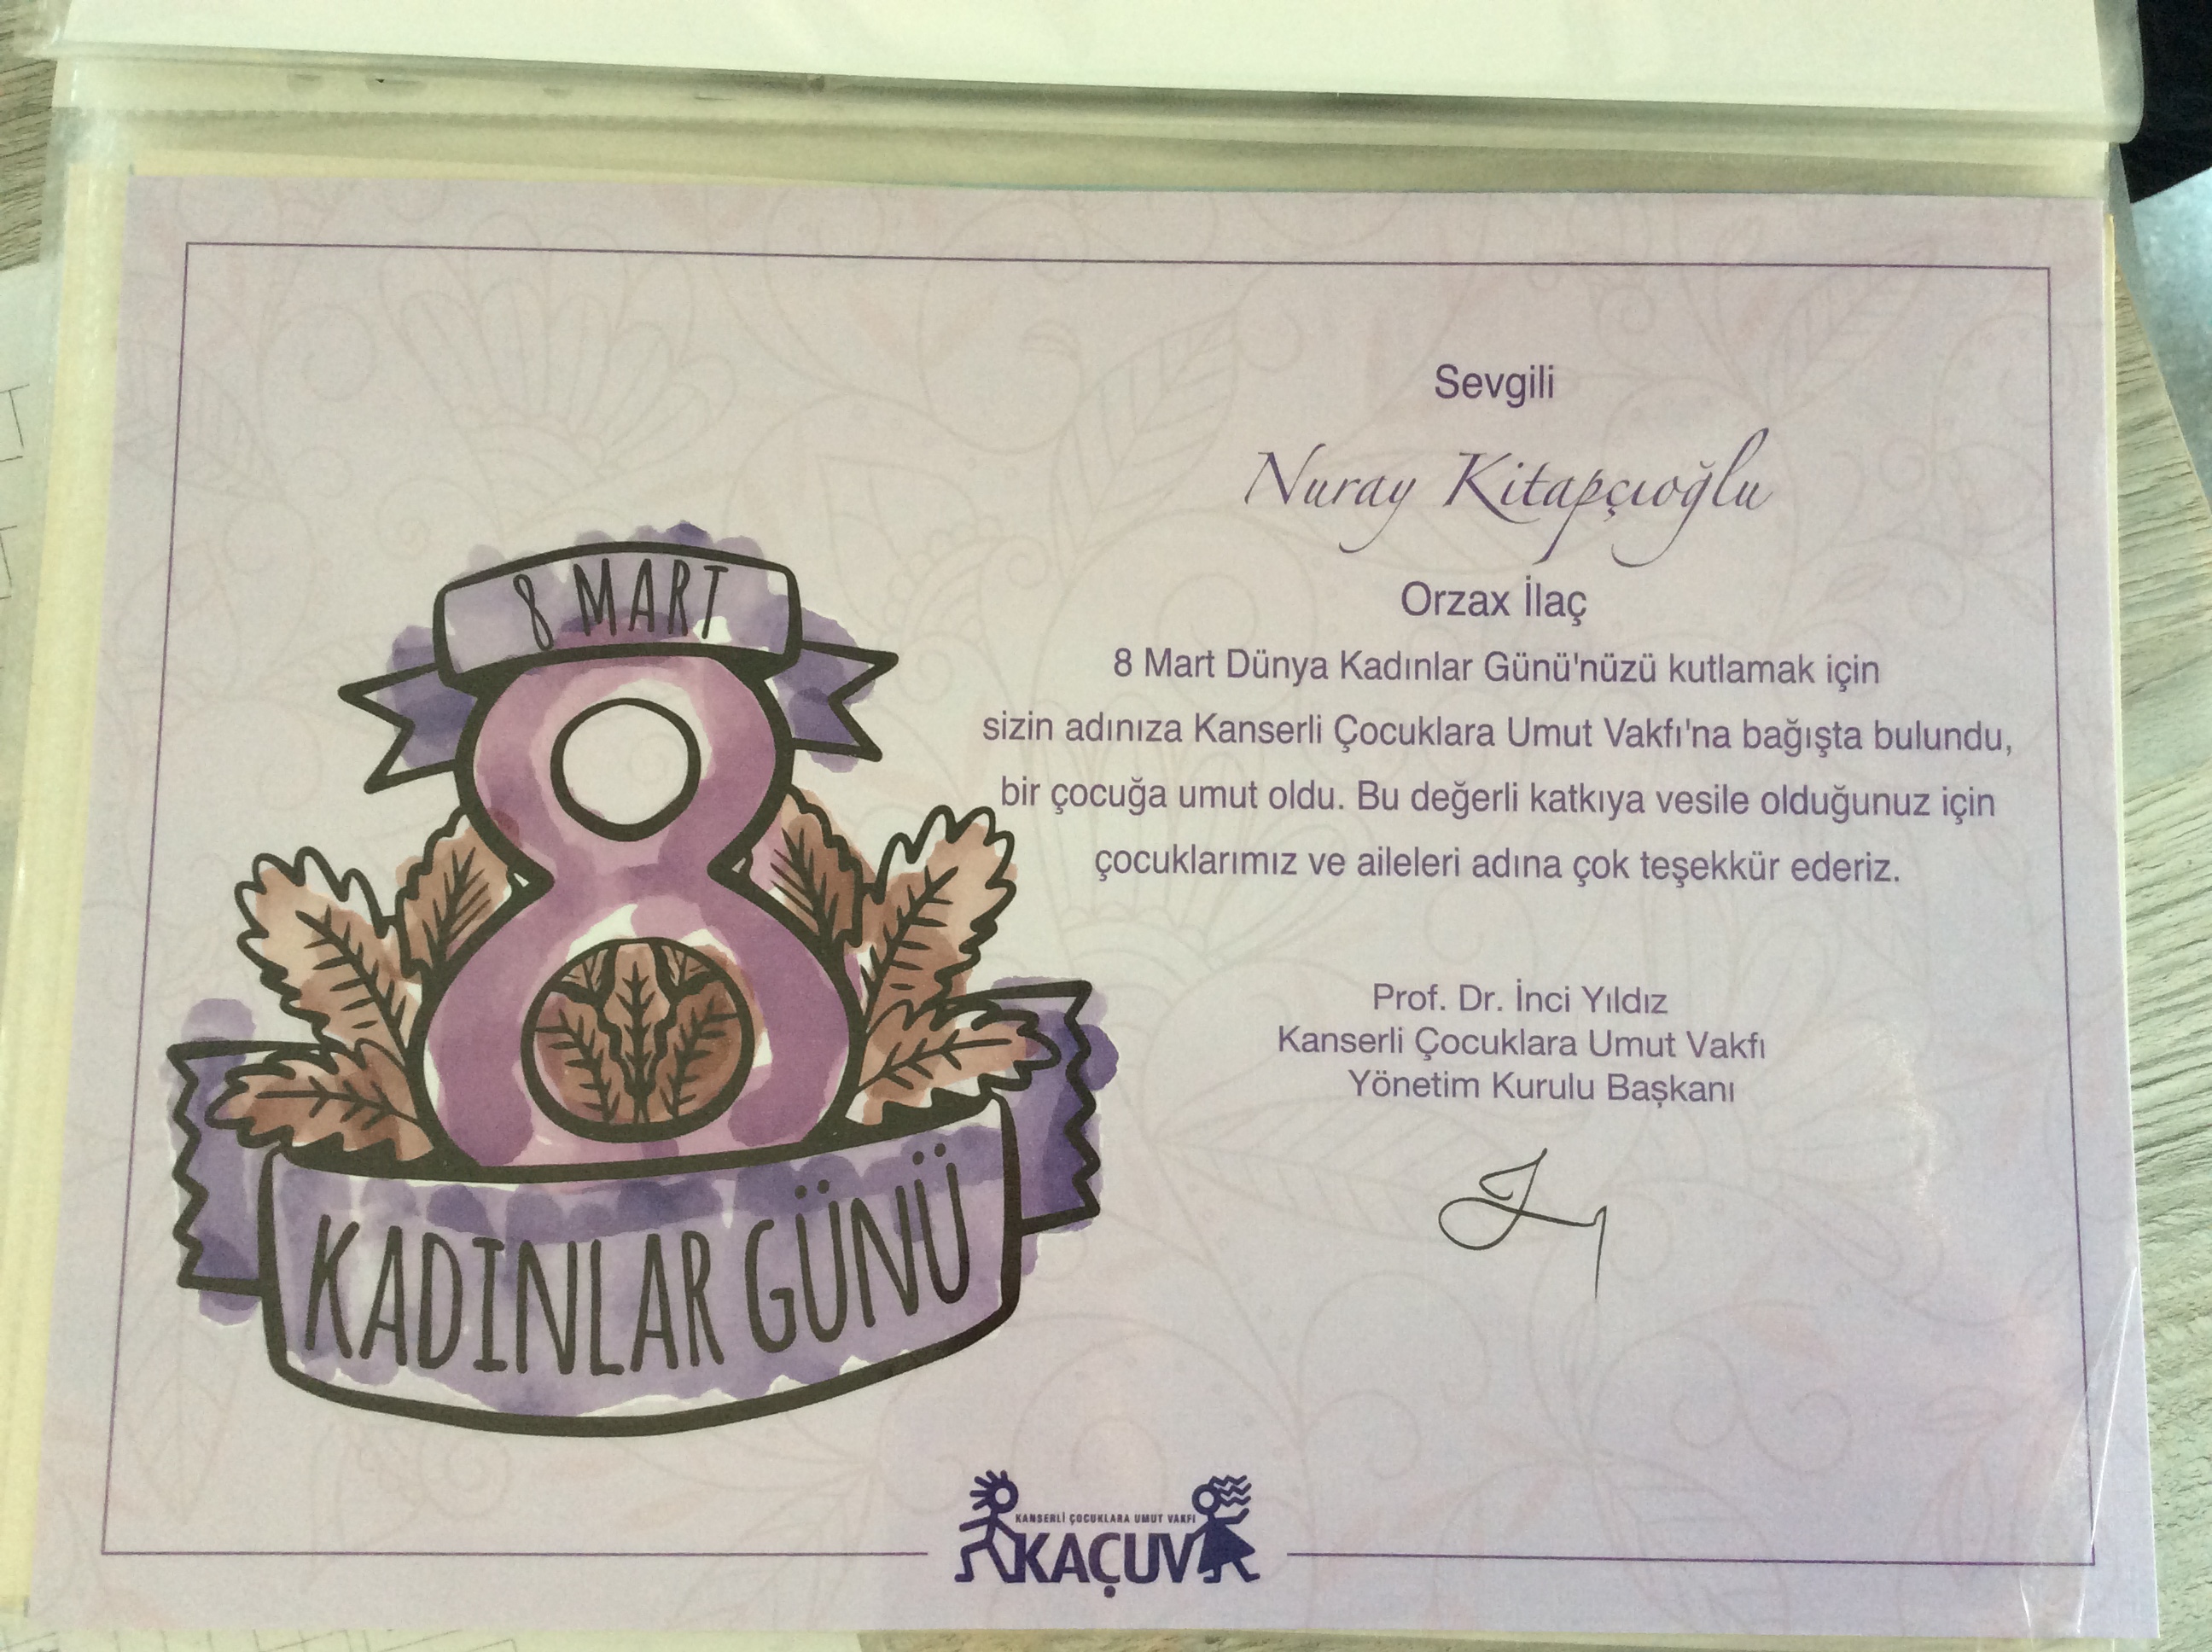 8 MART
KADINLAR GÜNÜ
Sevgili
Nuray Kitapçıoğlu
Orzax İlaç
8 Mart Dünya Kadınlar Günü'nüzü kutlamak için
sizin adınıza Kanserli Çocuklara Umut Vakfı'na bağışta bulundu,
bir çocuğa umut oldu. Bu değerli katkıya vesile olduğunuz için
çocuklarımız ve aileleri adına çok teşekkür ederiz.
Prof. Dr. İnci Yıldız
Kanserli Çocuklara Umut Vakfı
Yönetim Kurulu Başkanı
KANSERLİ ÇOCUKLARA UMUT VAKFI
KAÇUV